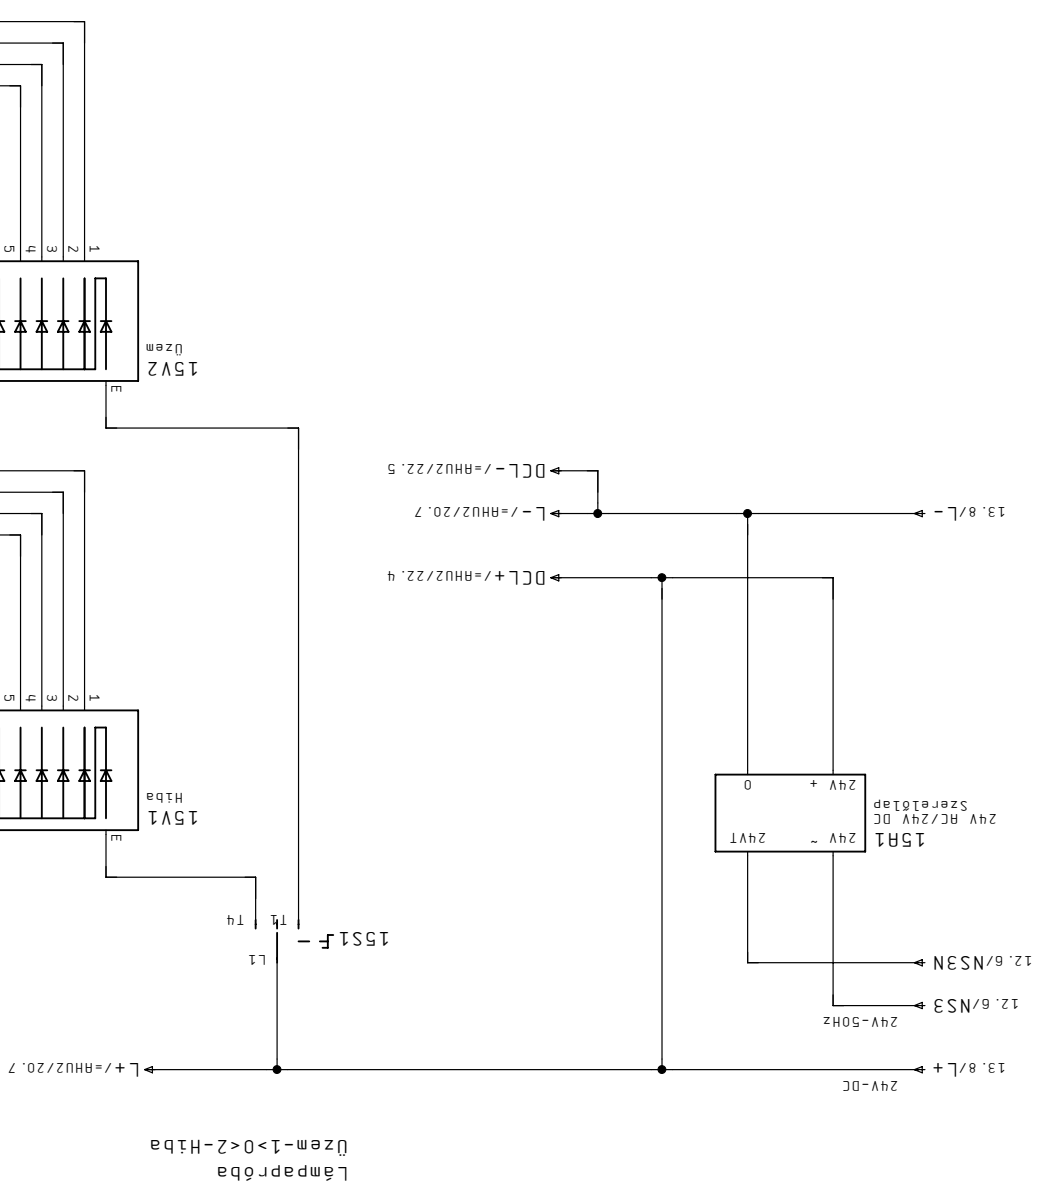 Lámpapróba
Üzem-1>0<2-Hiba
24V-DC
13.8/L+
L+/=AHU2/20.7
24V-50Hz
12.6/NS3
12.6/NS3N
L1
15S1
T1 T4
15A1
24V AC/24V DC
Szerelőlap
24V ~ 24VT
24V + 0
E
15V1
Hiba
1 2 3 4 5
DCL+/=AHU2/22.4
13.8/L-
L-/=AHU2/20.7
DCL-/=AHU2/22.5
E
15V2
Üzem
1 2 3 4 5